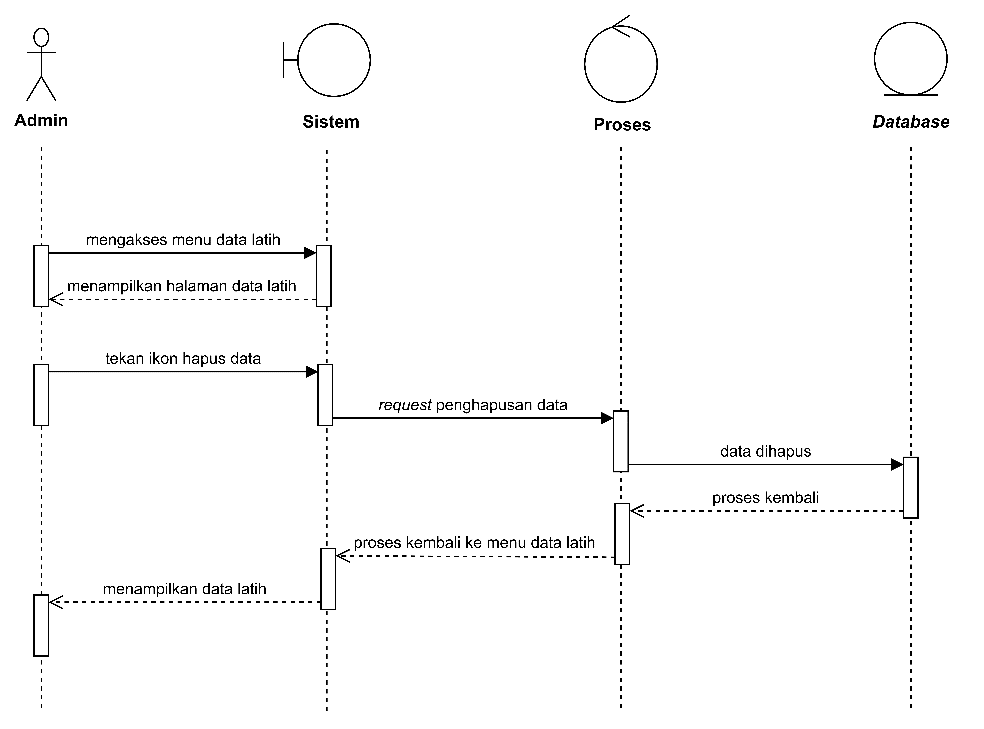 Admin
Sistem
Proses
Database
mengakses menu data latih
menampilkan halaman data latih
tekan ikon hapus data
request penghapusan data
data dihapus
proses kembali
proses kembali ke menu data latih
menampilkan data latih